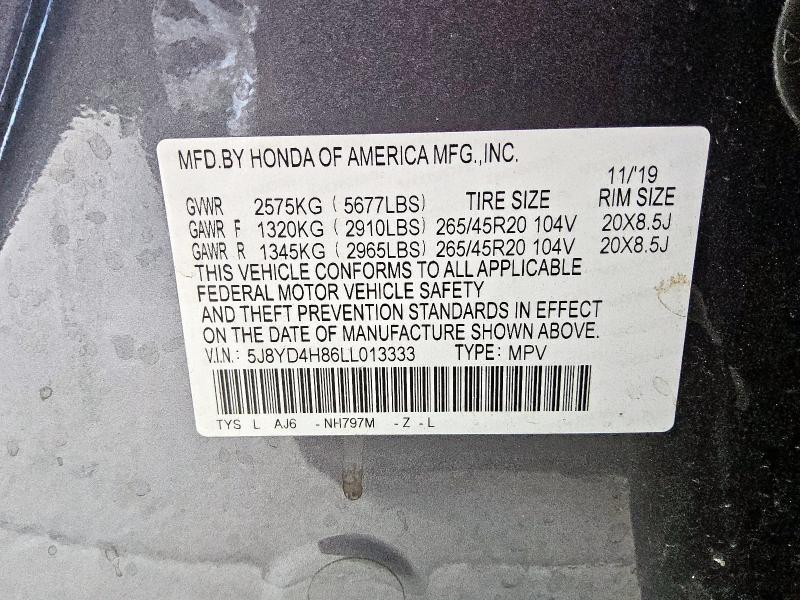 MFD.BY HONDA OF AMERICA MFG.,INC.
11/'19
GVWR 2575KG (5677LBS) TIRE SIZE RIM SIZE
GAWR F 1320KG (2910LBS) 265/45R20 104V 20X8.5J
GAWR R 1345KG (2965LBS) 265/45R20 104V 20X8.5J
THIS VEHICLE CONFORMS TO ALL APPLICABLE
FEDERAL MOTOR VEHICLE SAFETY
AND THEFT PREVENTION STANDARDS IN EFFECT
ON THE DATE OF MANUFACTURE SHOWN ABOVE.
V.I.N.: 5J8YD4H86LL013333 TYPE: MPV
TYS L AJ6 -NH797M -Z -L